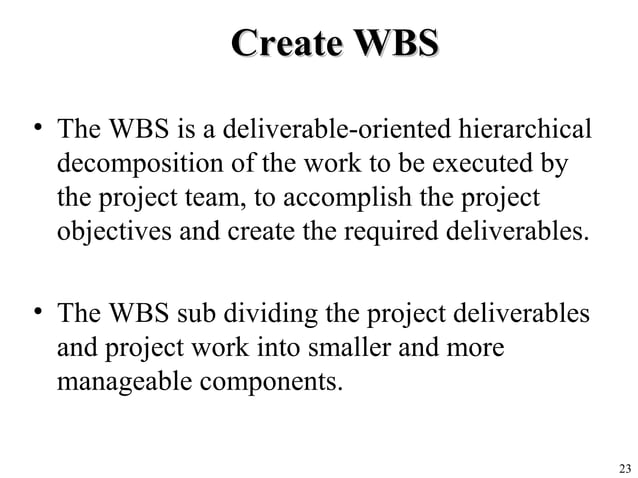 Create WBS
• The WBS is a deliverable-oriented hierarchical
decomposition of the work to be executed by
the project team, to accomplish the project
objectives and create the required deliverables.
• The WBS sub dividing the project deliverables
and project work into smaller and more
manageable components.
23